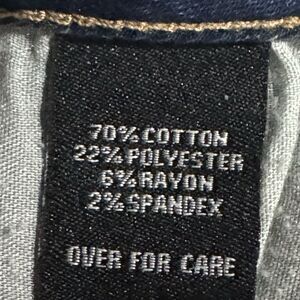 70% COTTON
22% POLYESTER
6% RAYON
2% SPANDEX
OVER FOR CARE